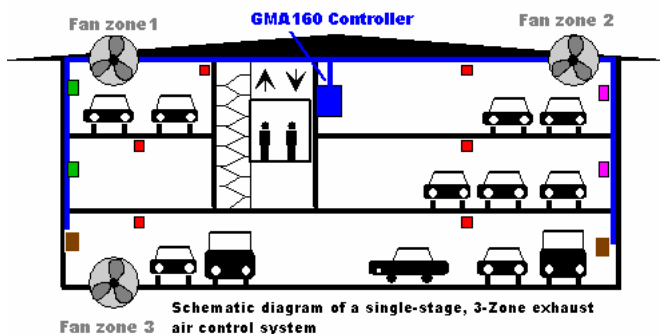 Fan zone 1
GMA160 Controller
Fan zone 2
Schematic diagram of a single-stage, 3-Zone exhaust
air control system
Fan zone 3